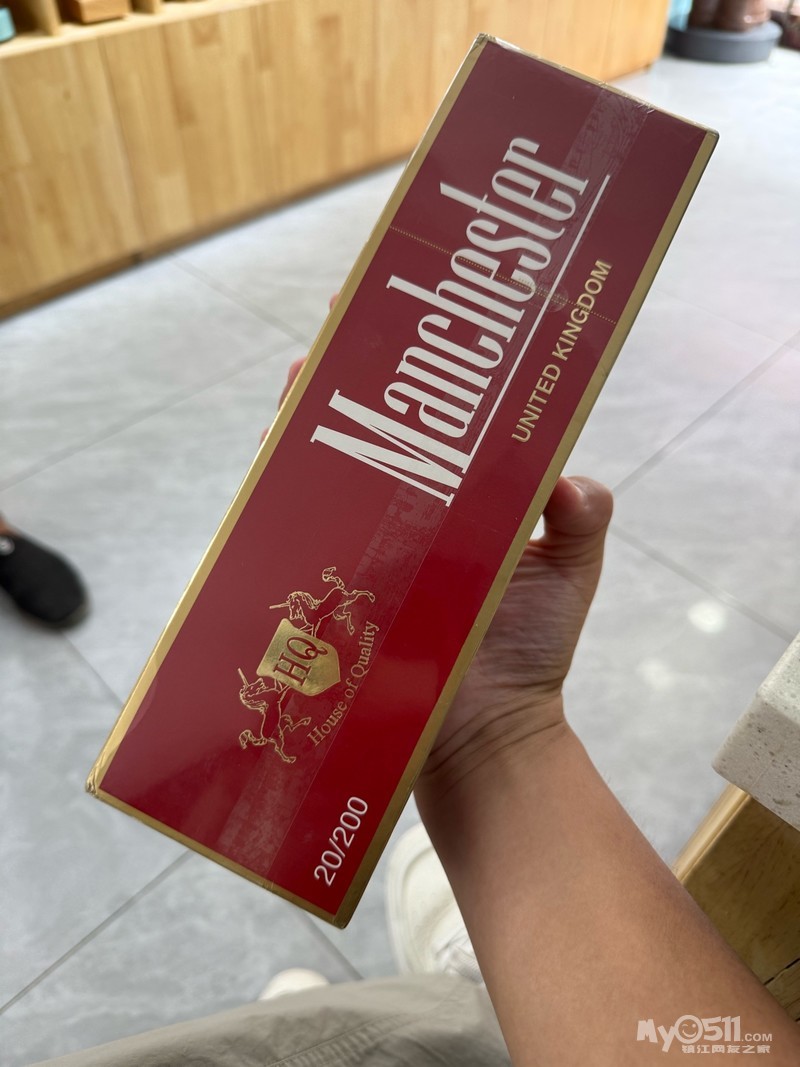 Manchester
UNITED KINGDOM
HQ
House of Quality
20/200
My0511.COM
镇江网友之家